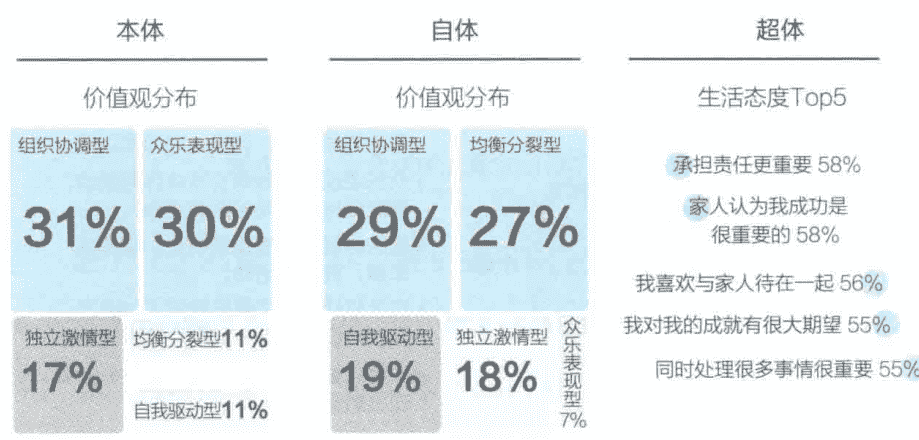 本体
价值观分布
组织协调型
31%
众乐表现型
30%
独立激情型
17%
均衡分裂型11%
自我驱动型11%
自体
价值观分布
组织协调型
29%
均衡分裂型
27%
自我驱动型
19%
独立激情型
18%
众乐表现型
7%
超体
生活态度Top5
承担责任更重要 58%
家人认为我成功是
很重要的 58%
我喜欢与家人待在一起 56%
我对我的成就有很大期望 55%
同时处理很多事情很重要 55%